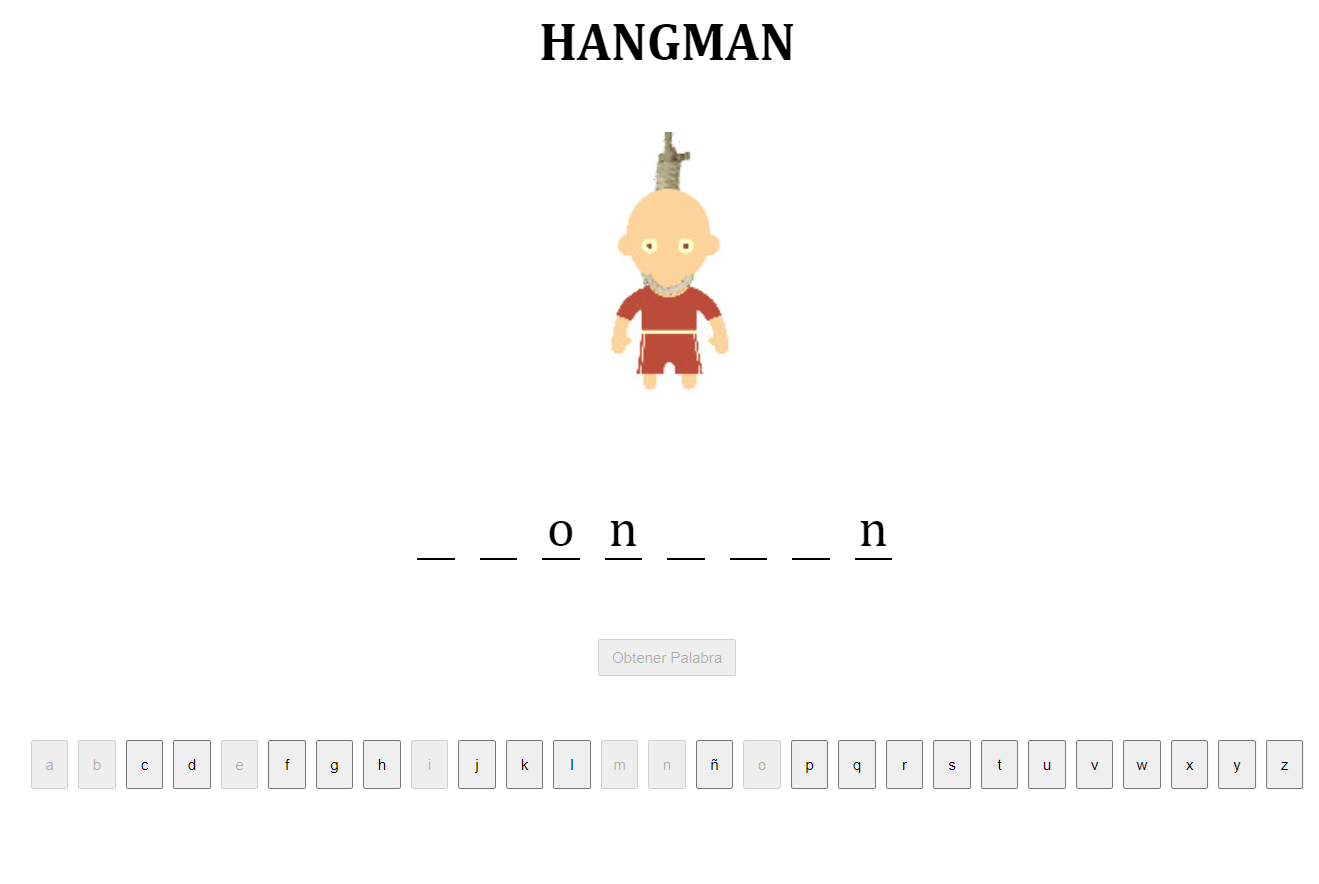 HANGMAN
_ _ o n _ _ _ n
Obtener Palabra
a b c d e f g h i j k l m n ñ o p q r s t u v w x y z